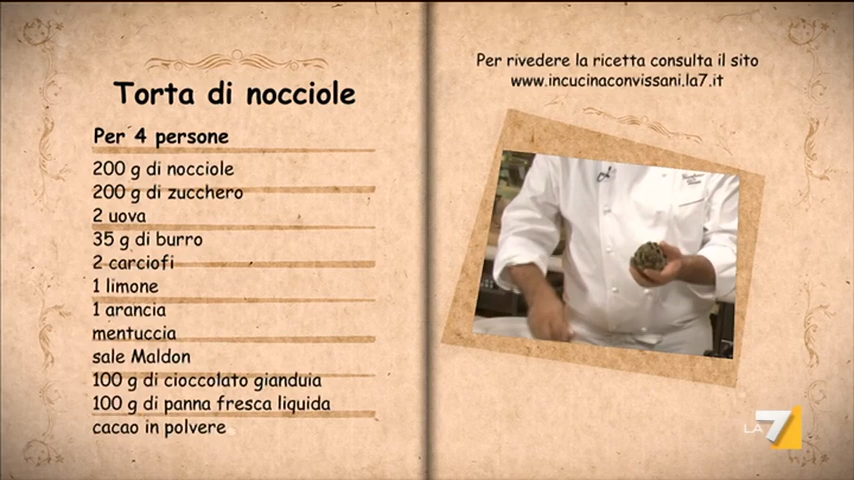 Torta di nocciole
Per 4 persone
200 g di nocciole
200 g di zucchero
2 uova
35 g di burro
2 carciofi
1 limone
1 arancia
mentuccia
sale Maldon
100 g di cioccolato gianduia
100 g di panna fresca liquida
cacao in polvere
Per rivedere la ricetta consulta il sito
www.incucinaconvissani.la7.it
LA7